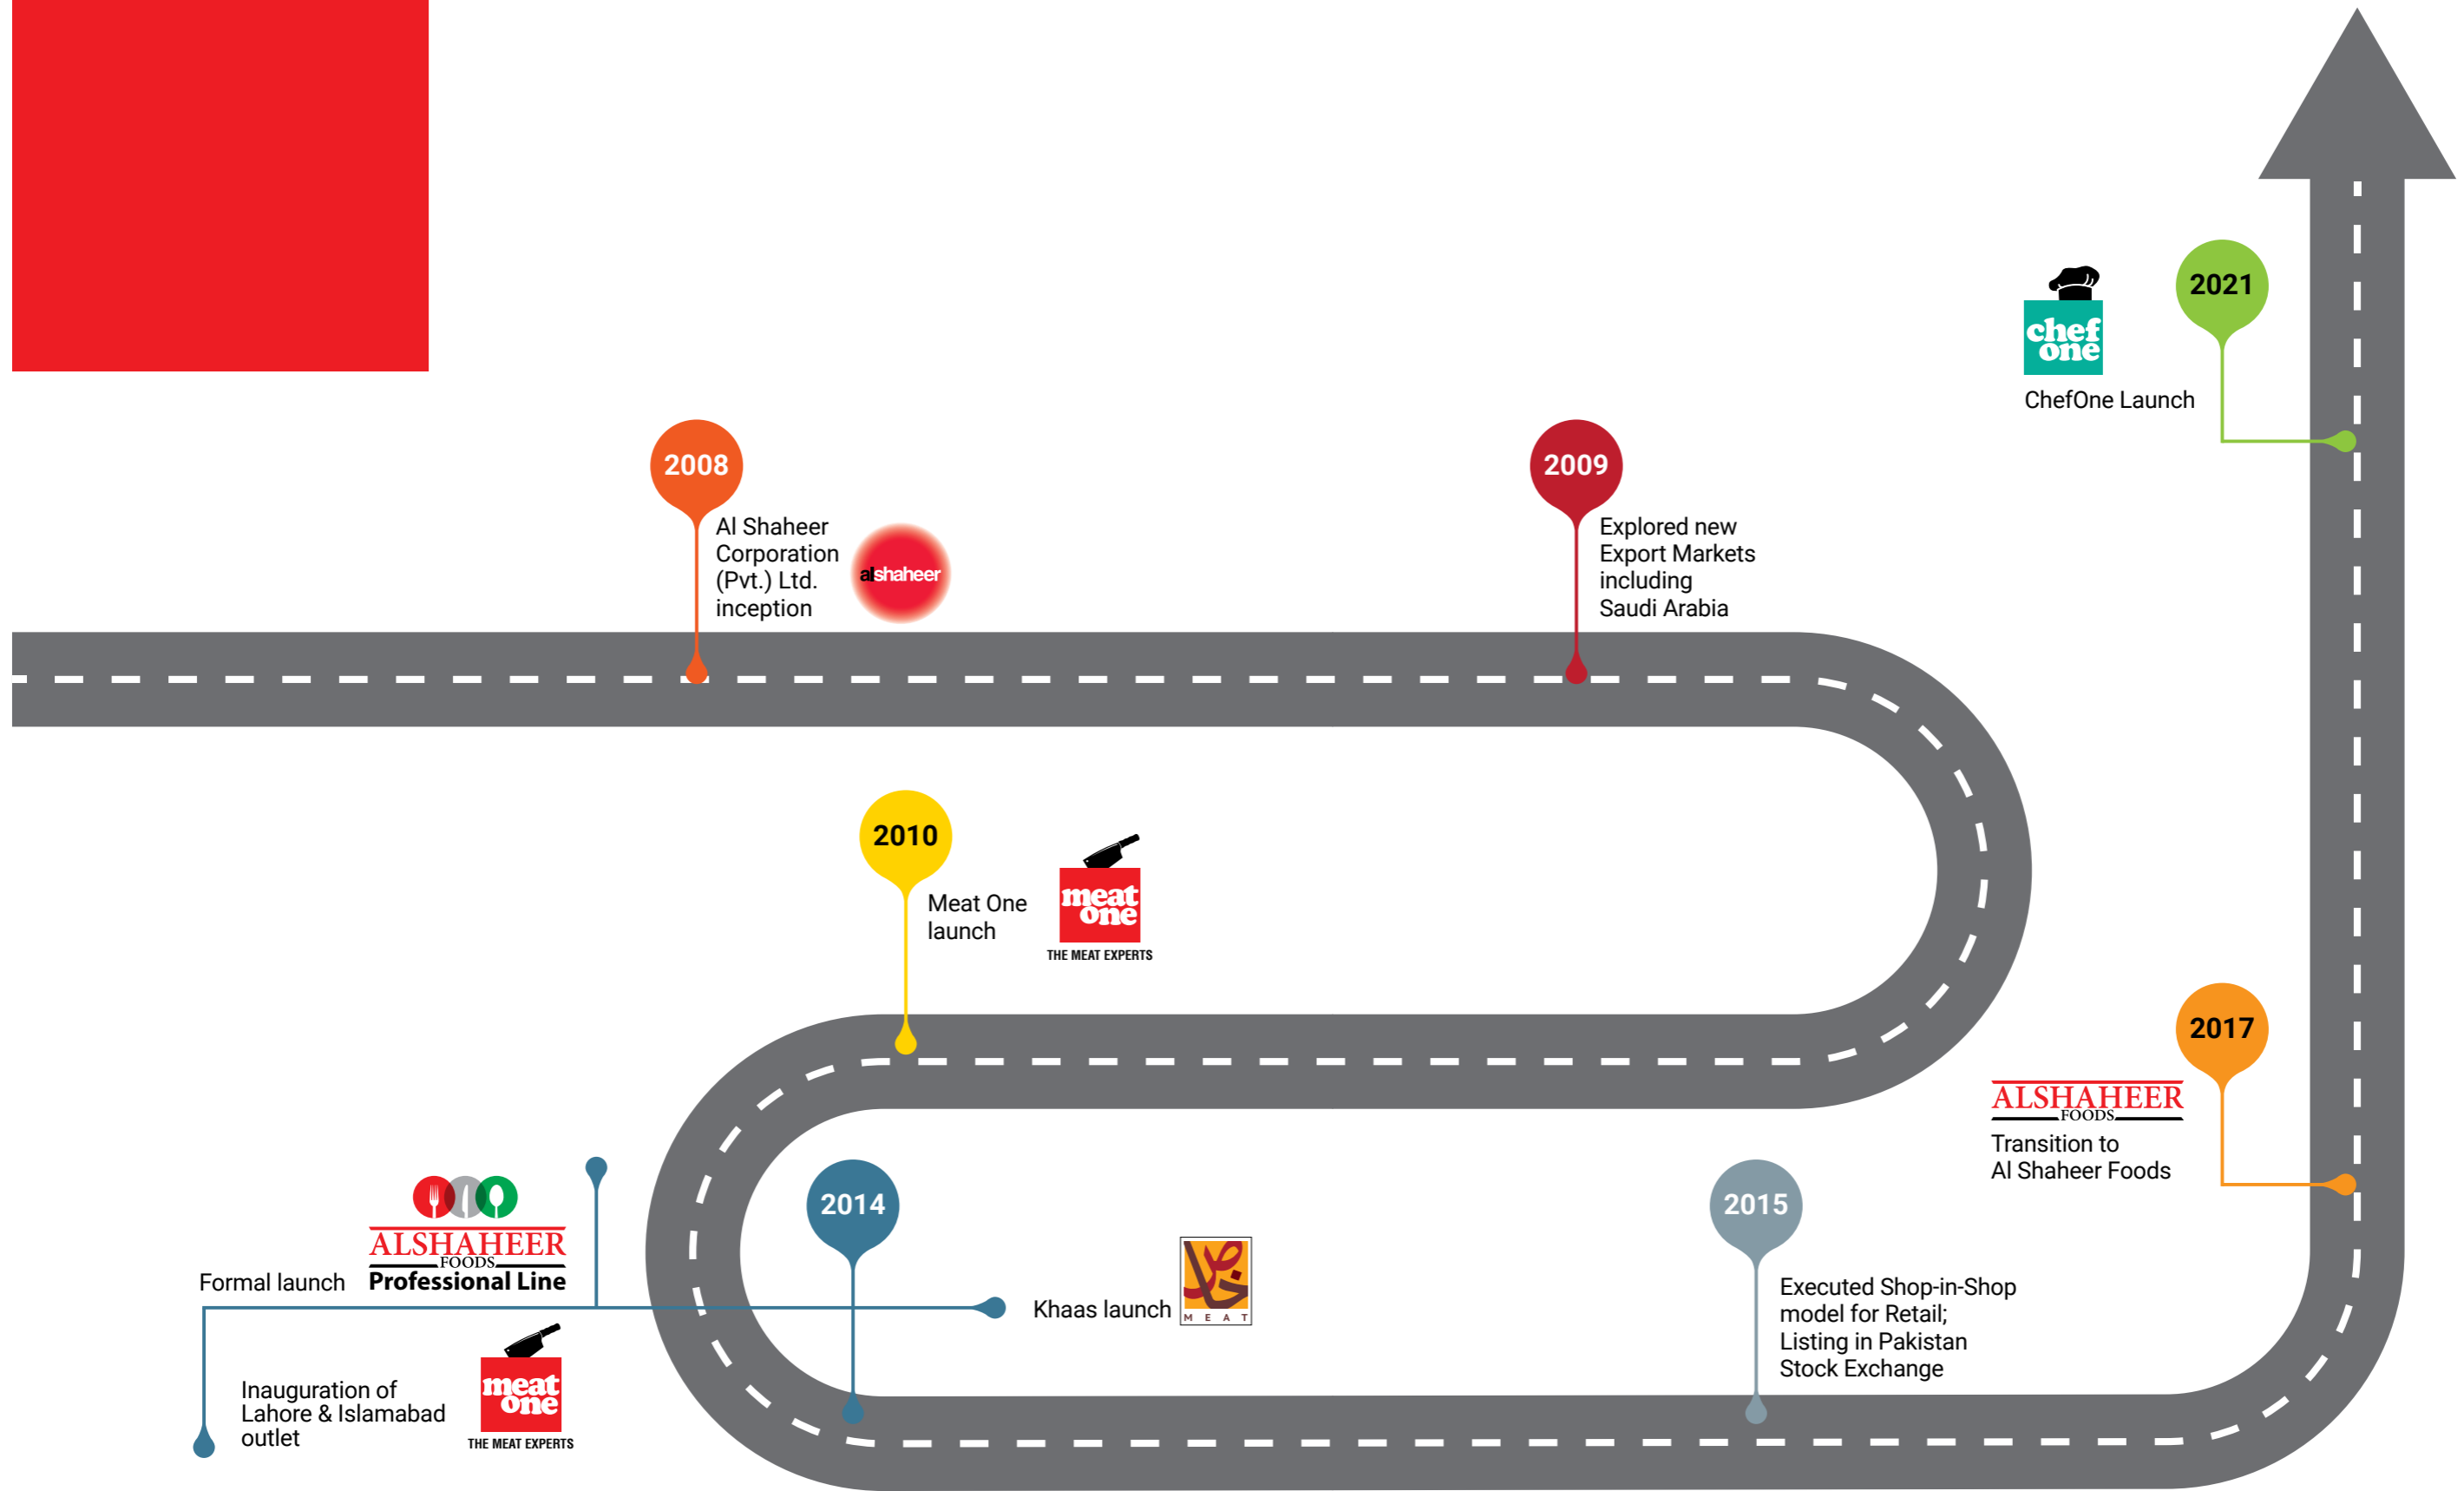 2008
Al Shaheer
Corporation
(Pvt.) Ltd.
inception
alshaheer
2009
Explored new
Export Markets
including
Saudi Arabia
2010
Meat One
launch
meat
one
THE MEAT EXPERTS
2014
Formal launch
ALSHAHEER
FOODS
Professional Line
Khaas launch
خاص
MEAT
Inauguration of
Lahore & Islamabad
outlet
meat
one
THE MEAT EXPERTS
2015
Executed Shop-in-Shop
model for Retail;
Listing in Pakistan
Stock Exchange
2017
ALSHAHEER
FOODS
Transition to
Al Shaheer Foods
2021
chef
one
ChefOne Launch